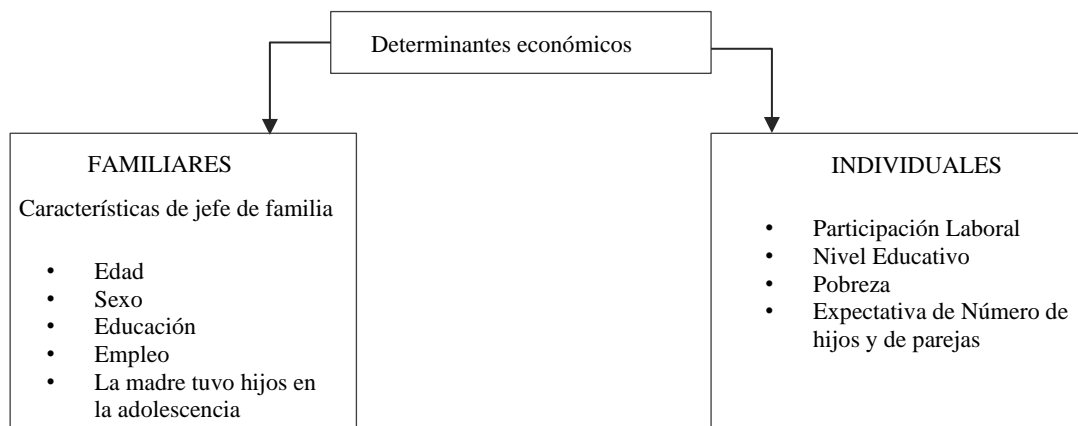 Determinantes económicos
FAMILIARES
Características de jefe de familia
• Edad
• Sexo
• Educación
• Empleo
• La madre tuvo hijos en
la adolescencia
INDIVIDUALES
• Participación Laboral
• Nivel Educativo
• Pobreza
• Expectativa de Número de
hijos y de parejas